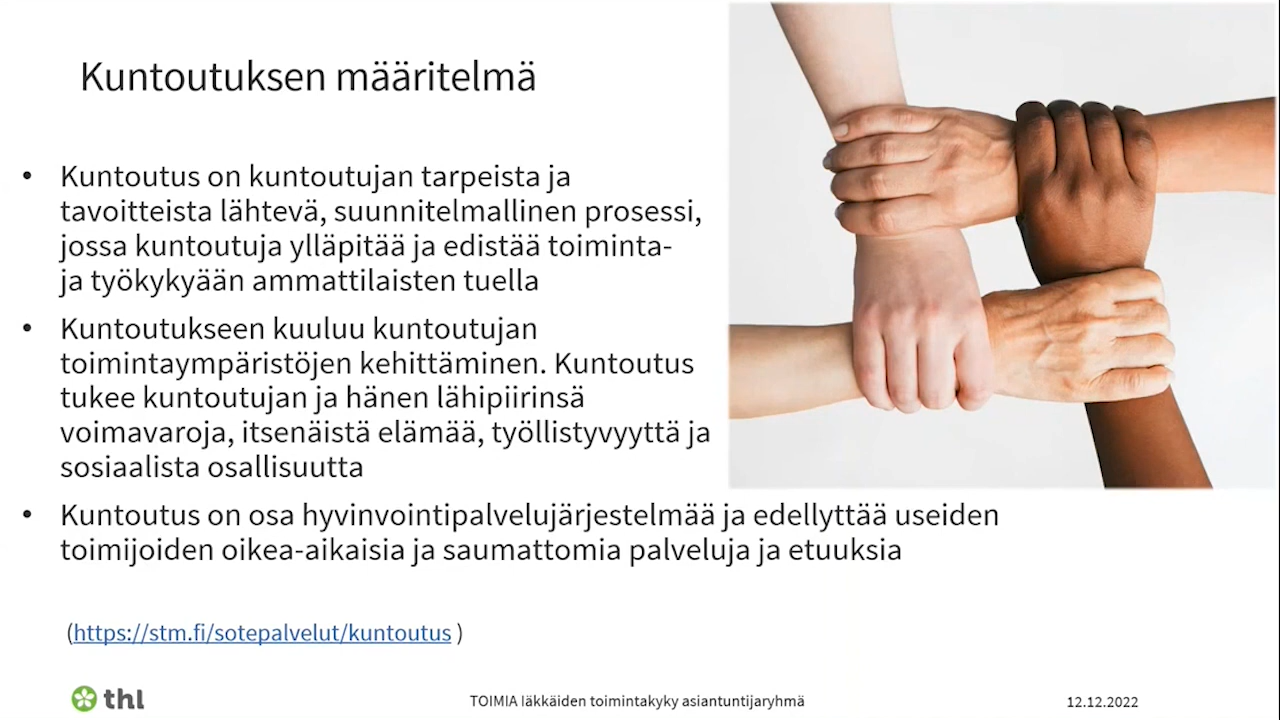 Kuntoutuksen määritelmä
• Kuntoutus on kuntoutujan tarpeista ja
tavoitteista lähtevä, suunnitelmallinen prosessi,
jossa kuntoutuja ylläpitää ja edistää toiminta-
ja työkykyään ammattilaisten tuella
• Kuntoutukseen kuuluu kuntoutujan
toimintaympäristöjen kehittäminen. Kuntoutus
tukee kuntoutujan ja hänen lähipiirinsä
voimavaroja, itsenäistä elämää, työllistyvyyttä ja
sosiaalista osallisuutta
• Kuntoutus on osa hyvinvointipalvelujärjestelmää ja edellyttää useiden
toimijoiden oikea-aikaisia ja saumattomia palveluja ja etuuksia
(https://stm.fi/sotepalvelut/kuntoutus )
thl
TOIMIA Iäkkäiden toimintakyky asiantuntijaryhmä
12.12.2022